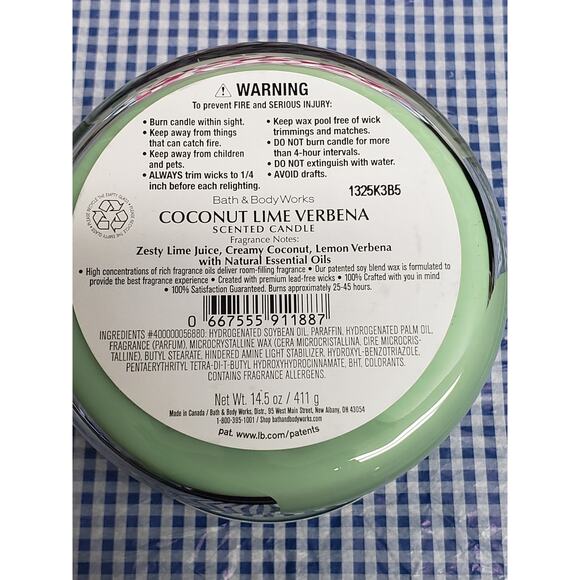 ⚠ WARNING
To prevent FIRE and SERIOUS INJURY:
• Burn candle within sight.
• Keep away from things
that can catch fire.
• Keep away from children
and pets.
• ALWAYS trim wicks to 1/4
inch before each relighting.
• Keep wax pool free of wick
trimmings and matches.
• DO NOT burn candle for more
than 4-hour intervals.
• DO NOT extinguish with water.
• AVOID drafts.
1325K3B5
Bath & Body Works
COCONUT LIME VERBENA
SCENTED CANDLE
Fragrance Notes:
Zesty Lime Juice, Creamy Coconut, Lemon Verbena
with Natural Essential Oils
• High concentrations of rich fragrance oils deliver room-filling fragrance • Our patented soy blend wax is formulated to
provide the best fragrance experience • Created with premium lead-free wicks • 100% Crafted with you in mind
• 100% Satisfaction Guaranteed. Burns approximately 25-45 hours.
0 667555 911887
INGREDIENTS #400000056880: HYDROGENATED SOYBEAN OIL, PARAFFIN, HYDROGENATED PALM OIL,
FRAGRANCE (PARFUM), MICROCRYSTALLINE WAX (CERA MICROCRISTALLINA, CIRE MICROCRIS-
TALLINE), BUTYL STEARATE, HINDERED AMINE LIGHT STABILIZER, HYDROXYL-BENZOTRIAZOLE,
PENTAERYTHRITYL TETRA-DI-T-BUTYL HYDROXYHYDROCINNAMATE, BHT, COLORANTS.
CONTAINS FRAGRANCE ALLERGENS.
Net Wt. 14.5 oz / 411 g
Made in Canada / Bath & Body Works, Distr., 95 West Main Street, New Albany, OH 43054
1-800-395-1001 / Shop bathandbodyworks.com
pat. www.lb.com/patents